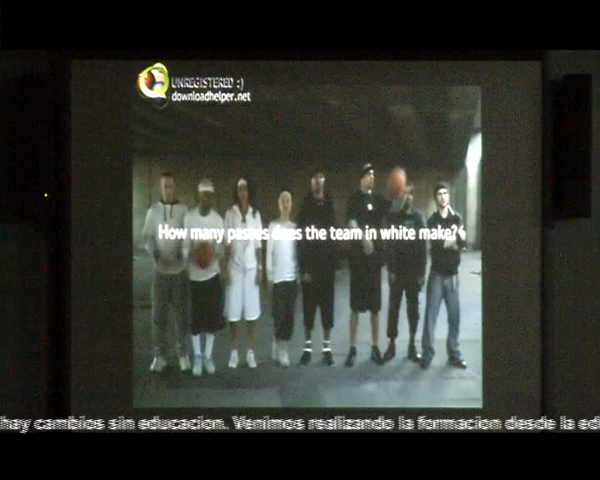 UNREGISTERED :)
downloadhelper.net
How many passes does the team in white make?
hay cambios sin educacion. Venimos realizando la formacion desde la ed